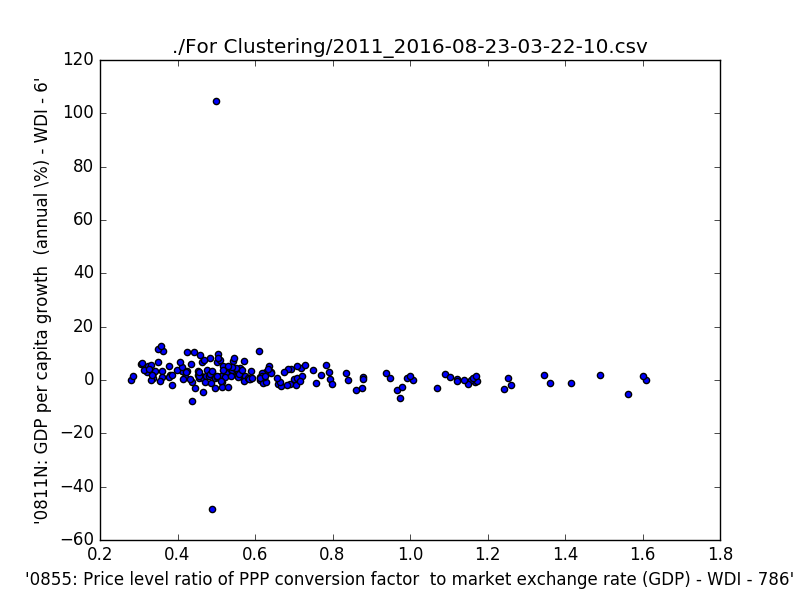 ./For Clustering/2011_2016-08-23-03-22-10.csv
'0811N: GDP per capita growth  (annual \%) - WDI - 6'
120
100
80
60
40
20
0
−20
−40
−60
0.2 0.4 0.6 0.8 1.0 1.2 1.4 1.6 1.8
'0855: Price level ratio of PPP conversion factor  to market exchange rate (GDP) - WDI - 786'